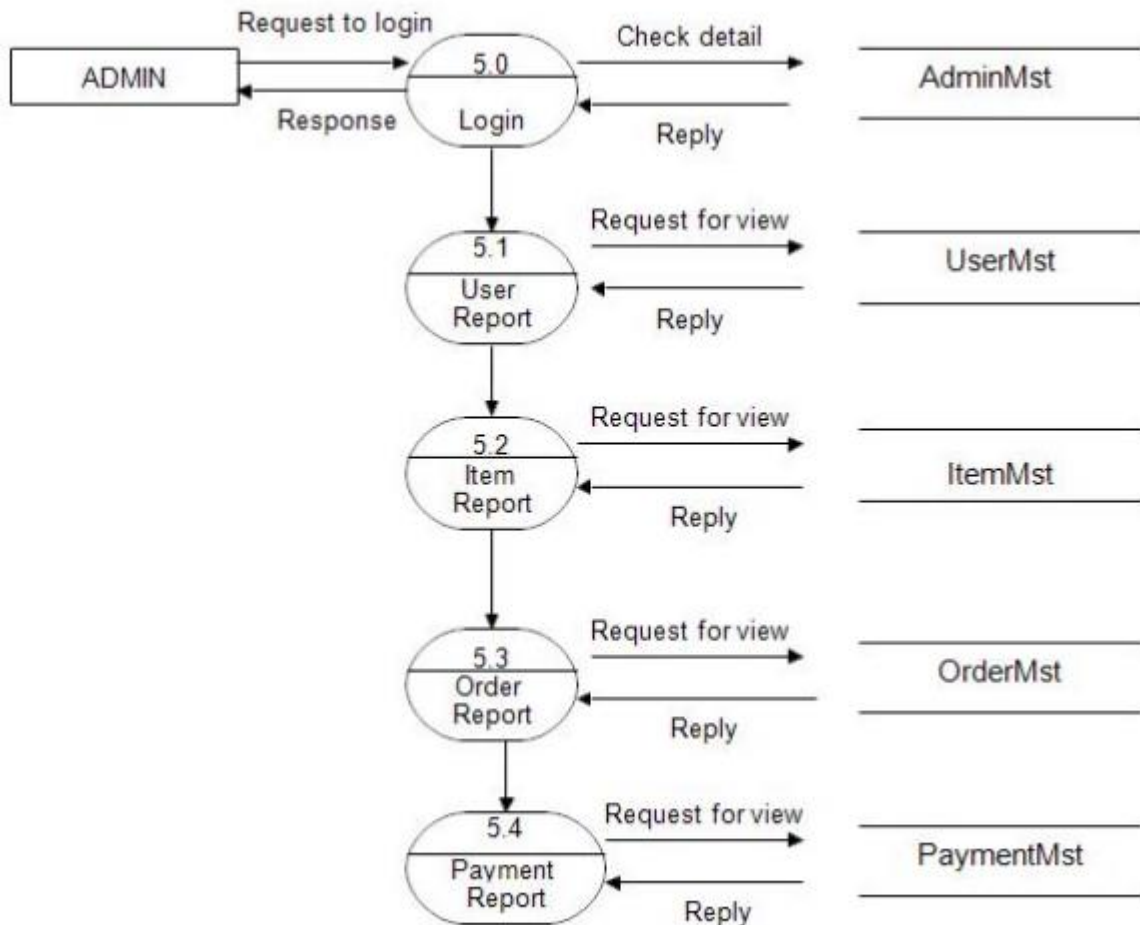 Request to login
Check detail
ADMIN
5.0
AdminMst
Response
Login
Reply
Request for view
5.1
UserMst
User
Report
Reply
Request for view
5.2
Item
Report
ItemMst
Reply
Request for view
5.3
OrderMst
Order
Report
Reply
Request for view
5.4
PaymentMst
Payment
Report
Reply